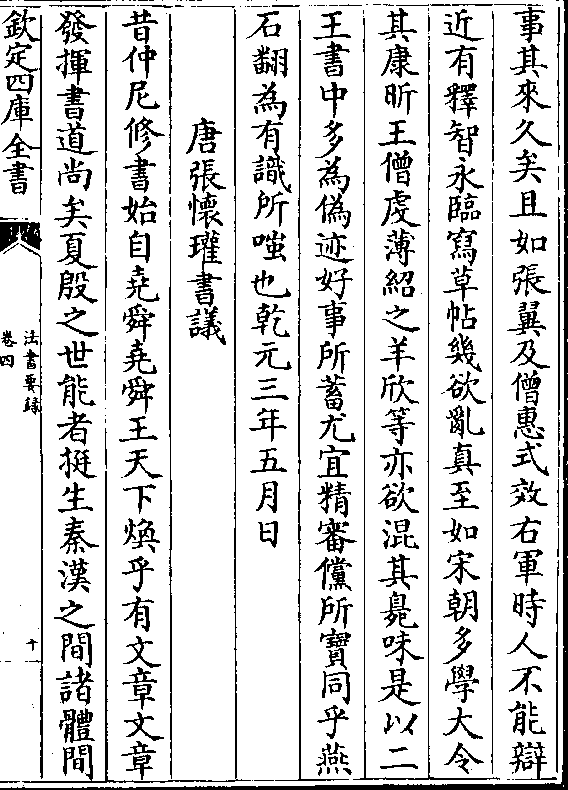 事其來久矣且如張翼及僧惠式效右軍時人不能辯
近有釋智永臨寫草帖幾欲亂真至如宋朝多學大令
其康昕王僧虔薄紹之羊欣等亦欲混其臭味是以二
王書中多為偽迹好事所蓄尤宜精審儻所寶同乎燕
石翻為有識所嗤也乾元三年五月日
唐張懷瓘書議
昔仲尼修書始自堯舜堯舜王天下煥乎有文章文章
發揮書道尚矣夏殷之世能者挺生秦漢之間諸體間
欽定四庫全書
法書要錄
卷四
十